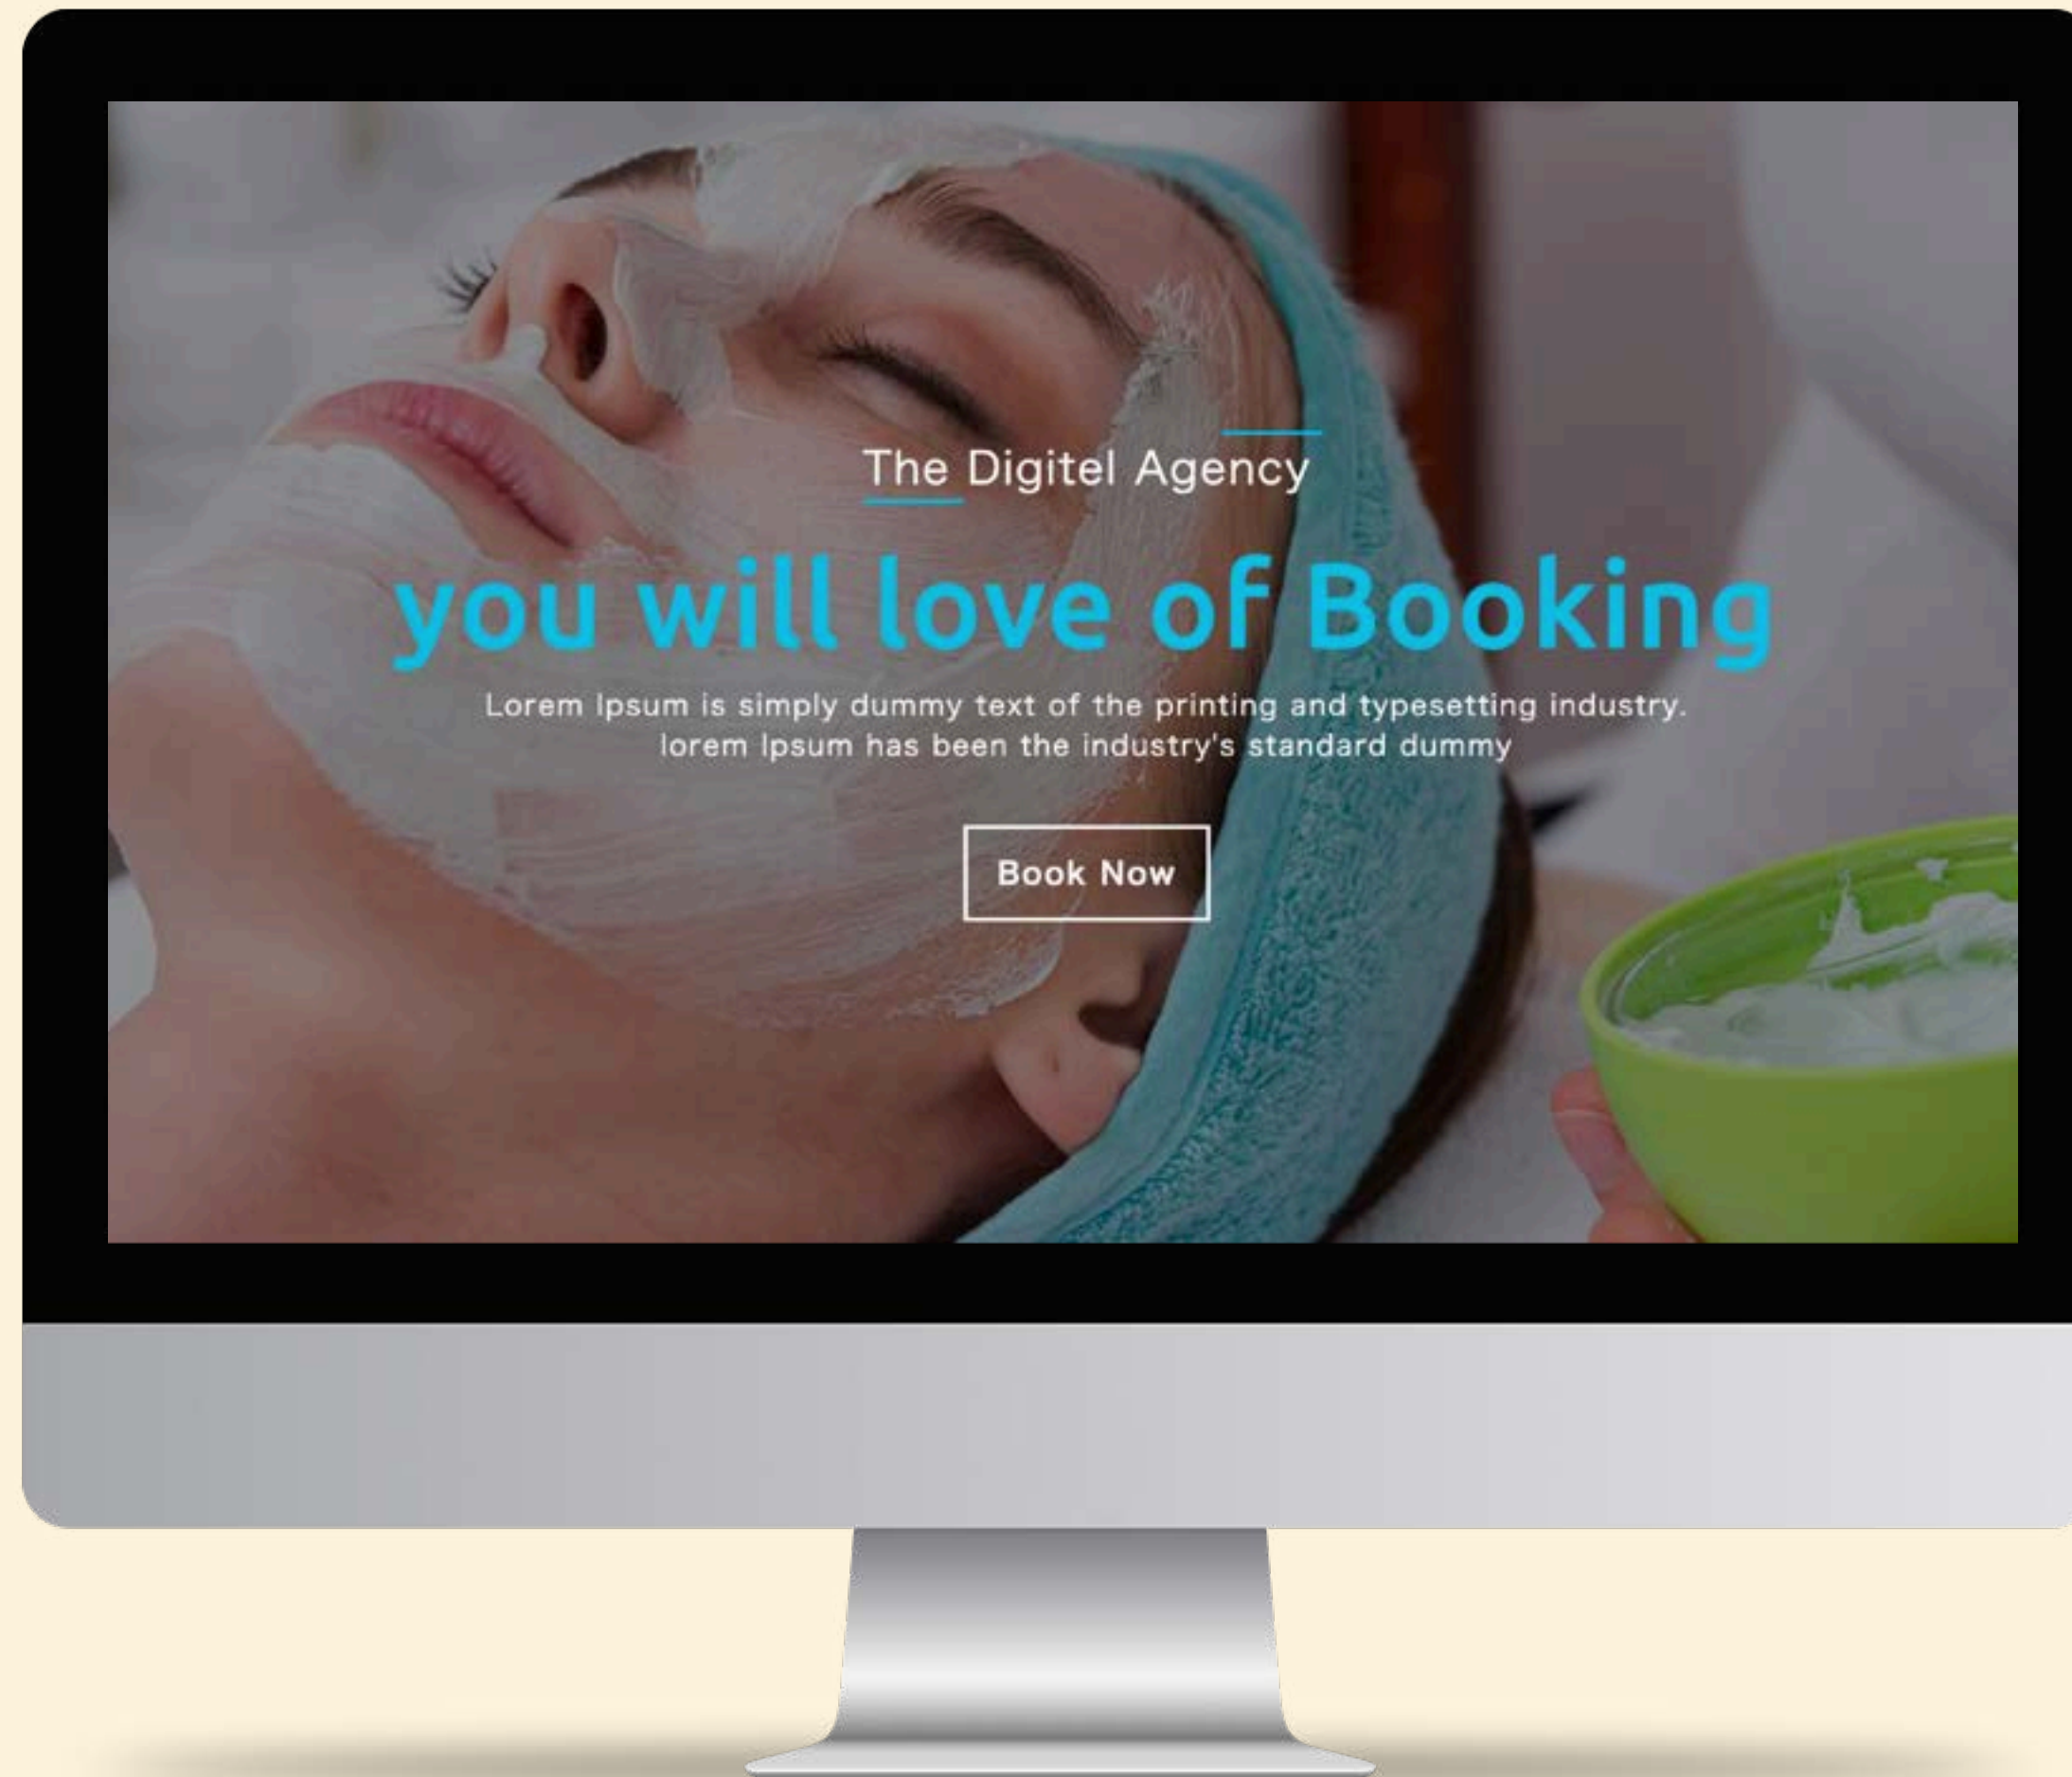 The Digitel Agency
you will love of Booking
Lorem Ipsum is simply dummy text of the printing and typesetting industry.
lorem Ipsum has been the industry's standard dummy
Book Now